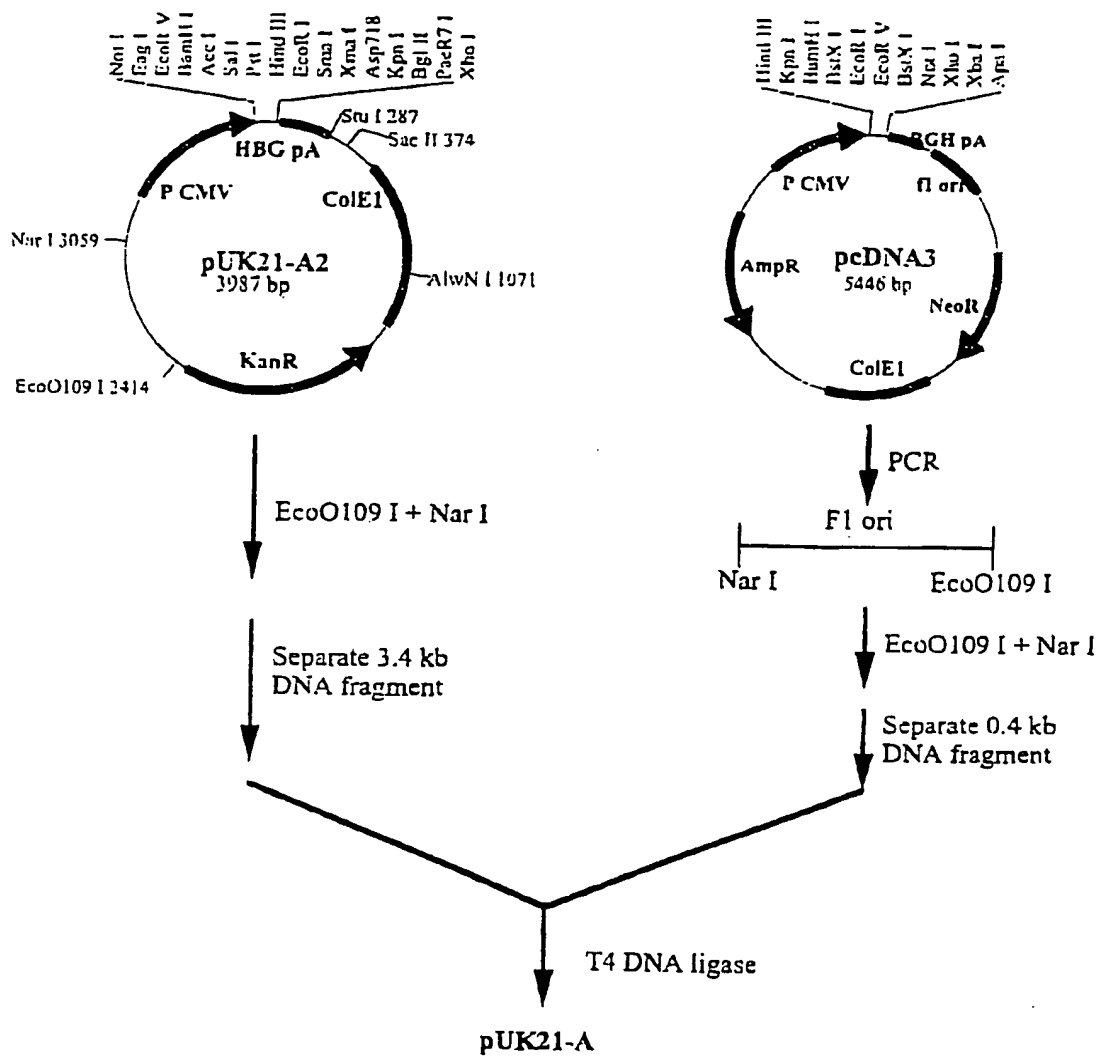 Not I
Eag I
EcoR V
BamH I
Acc I
Sal I
Pst I
Hind III
EcoR I
Sma I
Xma I
Asp718
Kpn I
Bgl II
PaeR7 I
Xho I
Stu I 287
Sac II 374
HBG pA
P CMV
ColE1
Nar I 3059
pUK21-A2
3987 bp
AlwN I 1071
KanR
EcoO109 I 2414
Hind III
Kpn I
BamH I
BstX I
EcoR I
EcoR V
BstX I
Not I
Xho I
Xba I
Apa I
BGH pA
P CMV
f1 ori
AmpR
pcDNA3
5446 bp
NeoR
ColE1
EcoO109 I + Nar I
Separate 3.4 kb
DNA fragment
PCR
F1 ori
Nar I
EcoO109 I
EcoO109 I + Nar I
Separate 0.4 kb
DNA fragment
T4 DNA ligase
pUK21-A